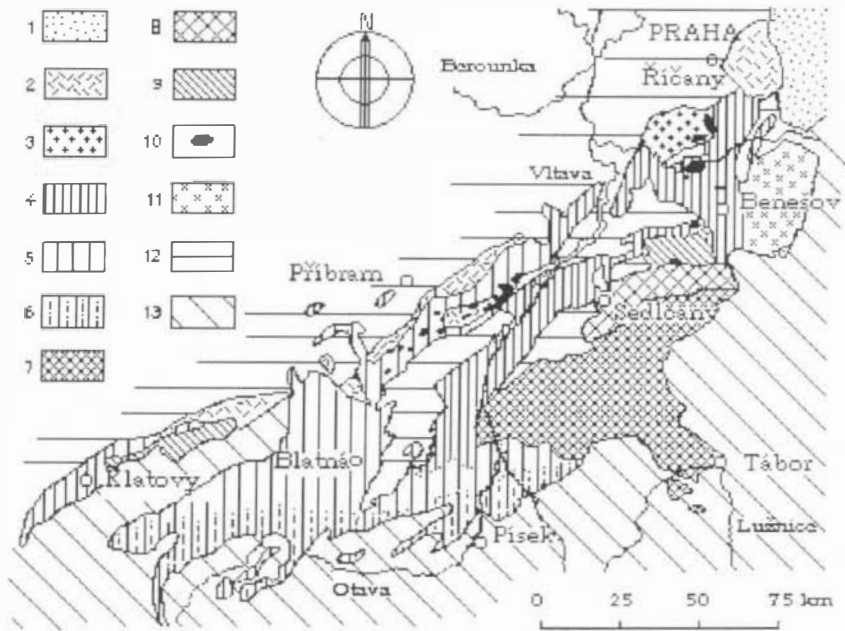 1
8
N
PRAHA
2
9
Berounka
Říčany
3
10
4
11
Vltava
Benešov
5
12
Příbram
6
13
Sedlčany
7
Klatovy
Blatnáo
Tábor
Písek
Lužnice
Otava
0 25 50 75 km